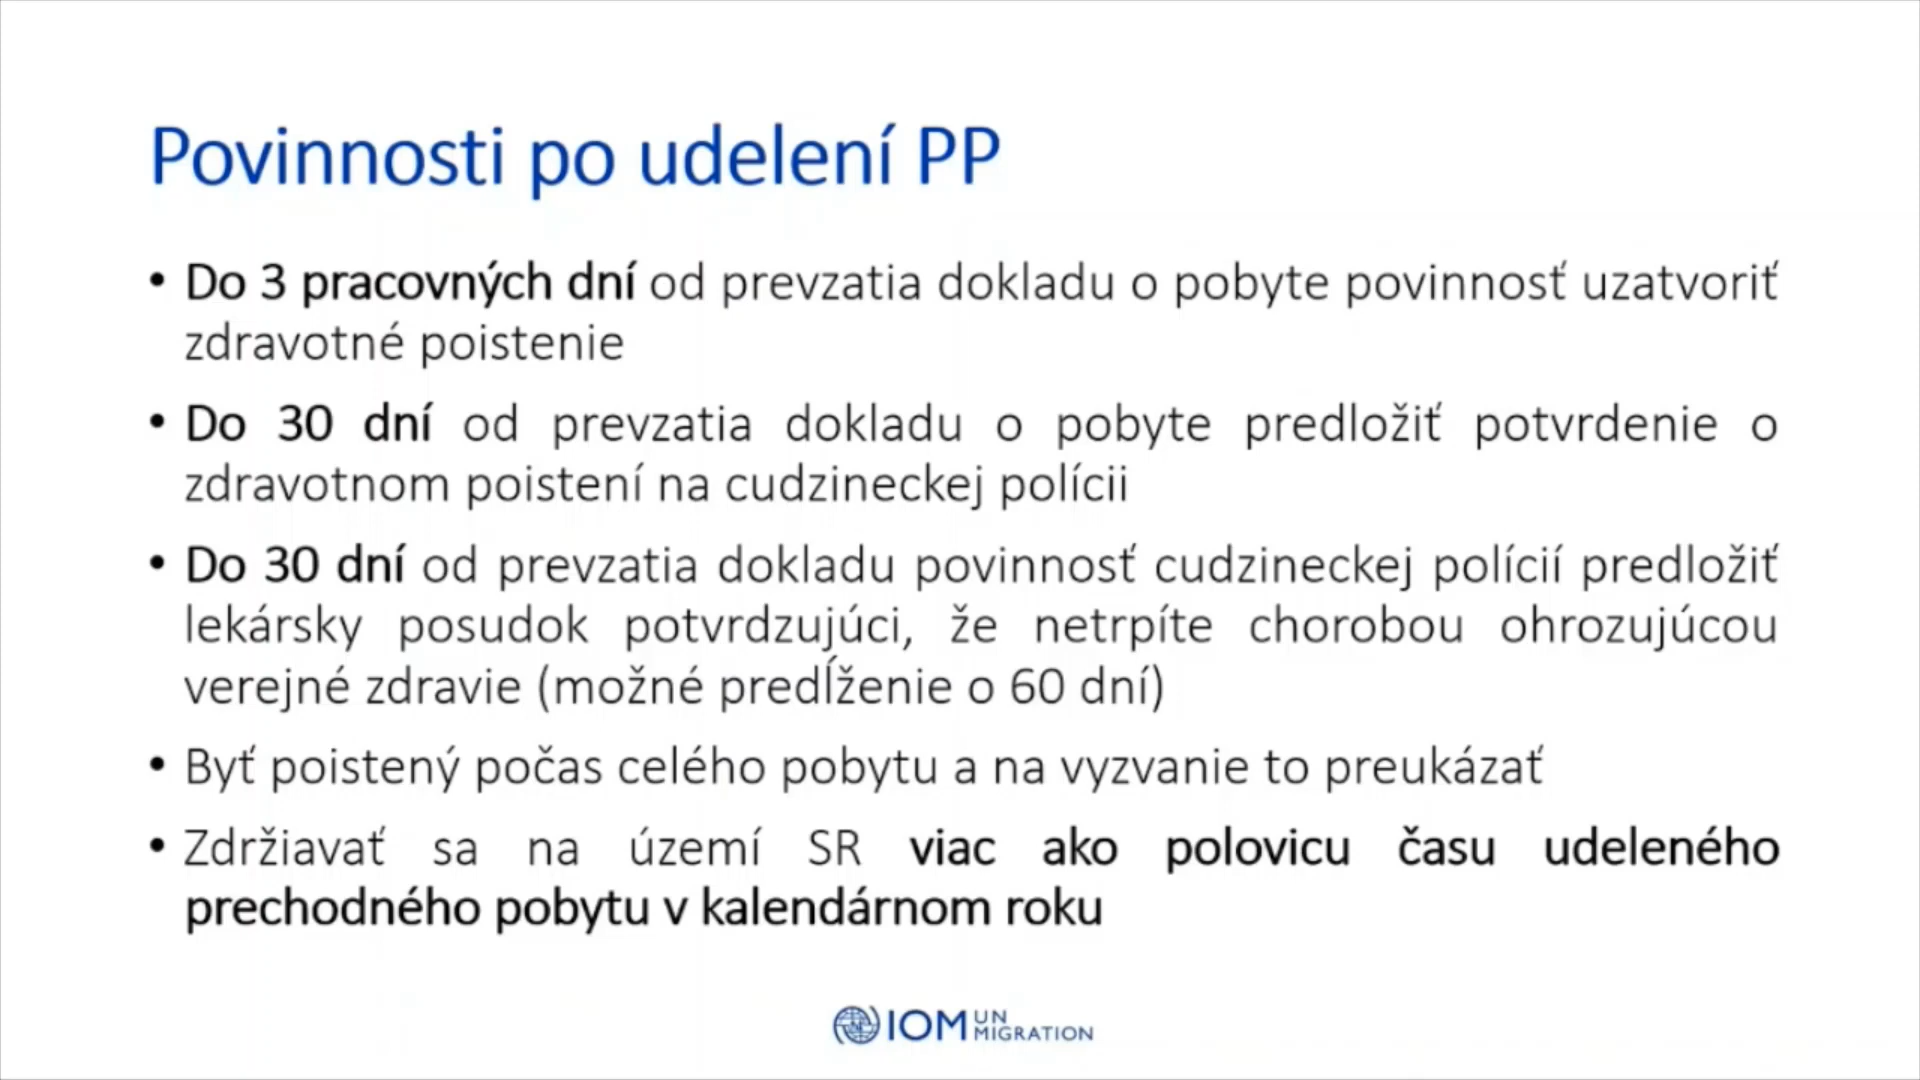 Povinnosti po udelení PP
• Do 3 pracovných dní od prevzatia dokladu o pobyte povinnosť uzatvoriť
zdravotné poistenie
• Do 30 dní od prevzatia dokladu o pobyte predložiť potvrdenie o
zdravotnom poistení na cudzineckej polícii
• Do 30 dní od prevzatia dokladu povinnosť cudzineckej polícií predložiť
lekársky posudok potvrdzujúci, že netrpíte chorobou ohrozujúcou
verejné zdravie (možné predĺženie o 60 dní)
• Byť poistený počas celého pobytu a na vyzvanie to preukázať
• Zdržiavať sa na území SR viac ako polovicu času udeleného
prechodného pobytu v kalendárnom roku
IOM UN
MIGRATION